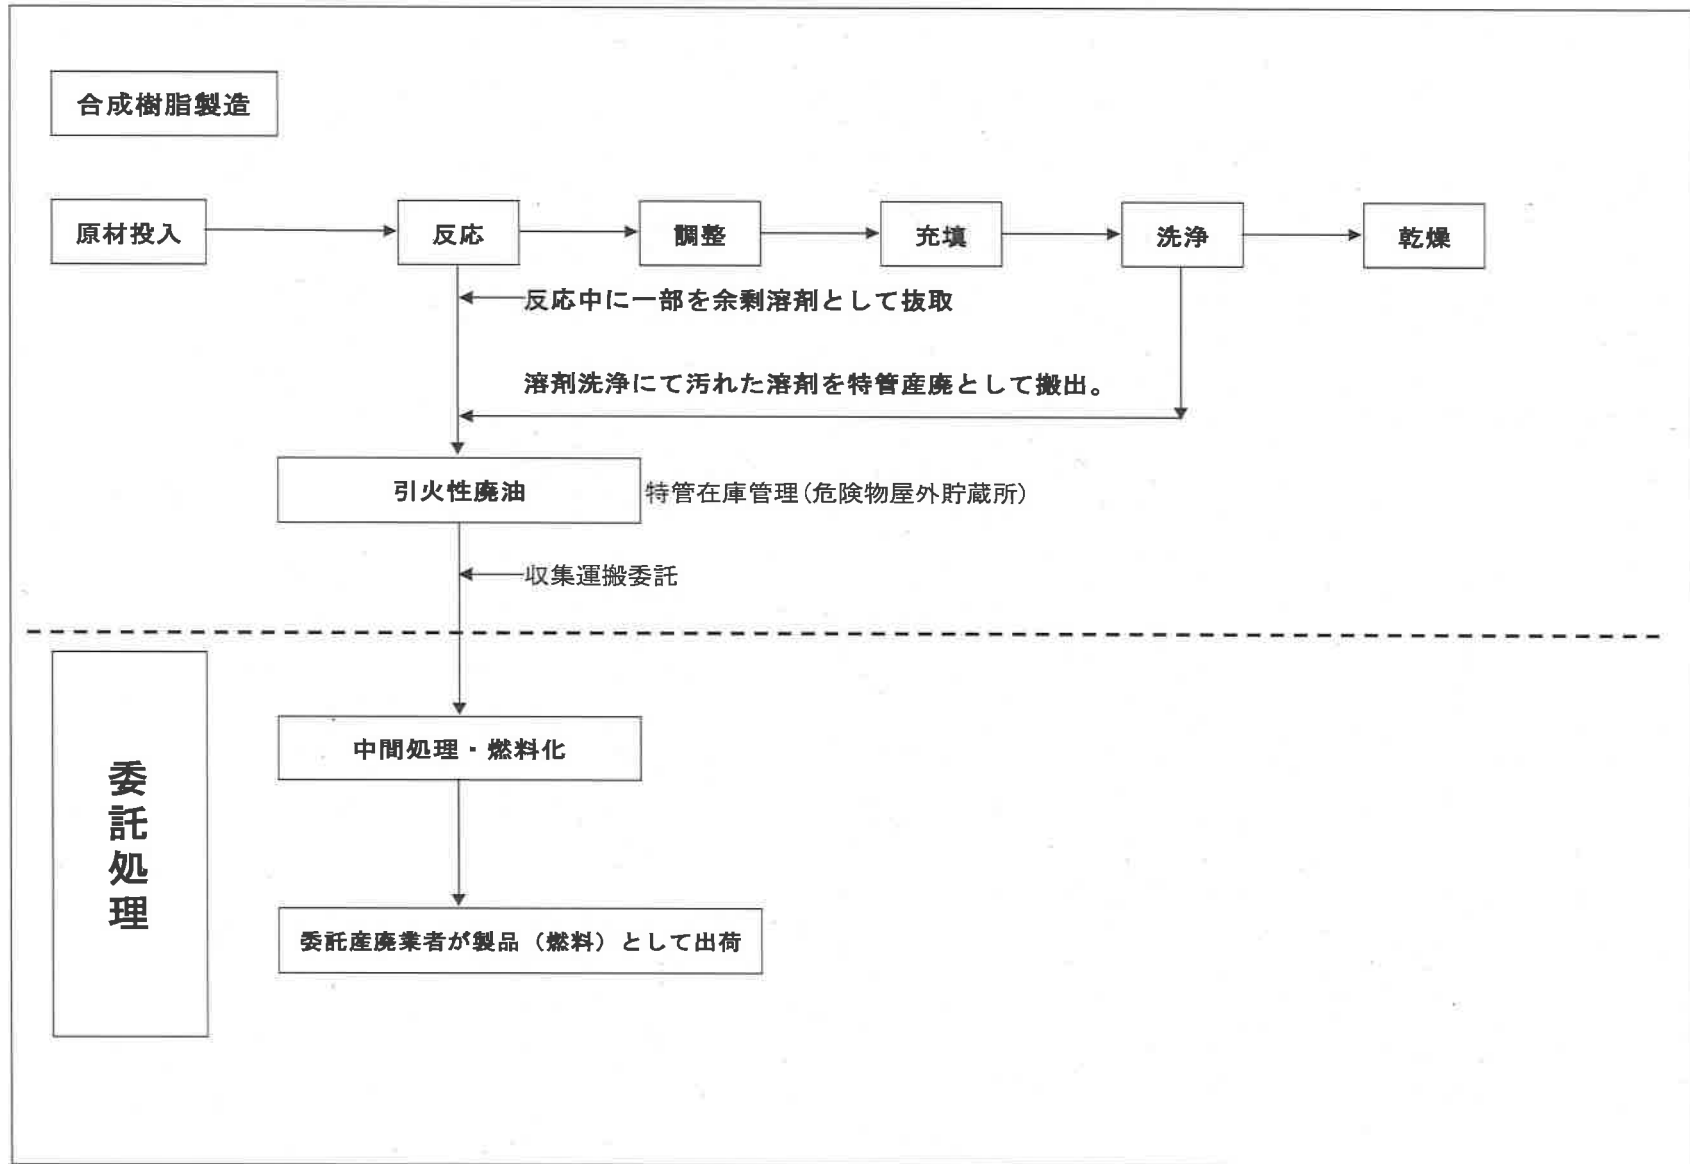 合成樹脂製造
原材投入
反応
調整
充填
洗浄
乾燥
反応中に一部を余剰溶剤として抜取
溶剤洗浄にて汚れた溶剤を特管産廃として搬出。
引火性廃油
特管在庫管理(危険物屋外貯蔵所)
収集運搬委託
委託処理
中間処理・燃料化
委託産廃業者が製品（燃料）として出荷